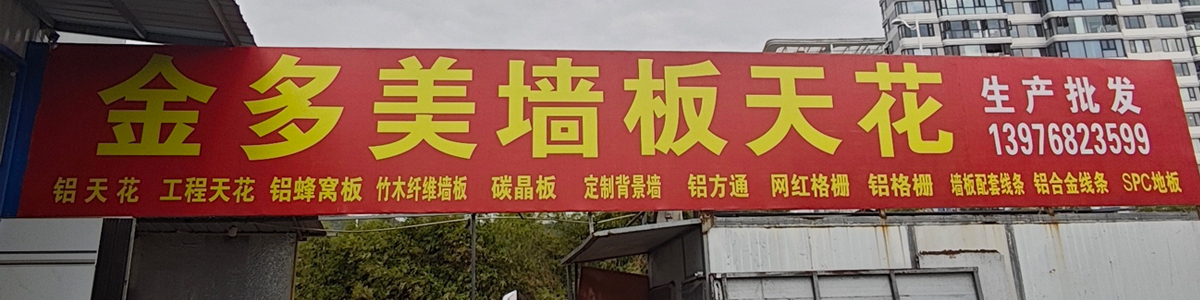 金多美墙板天花
生产批发
13976823599
铝天花 工程天花 铝蜂窝板 竹木纤维墙板 碳晶板 定制背景墙 铝方通 网红格栅 铝格栅 墙板配套线条 铝合金线条 SPC地板